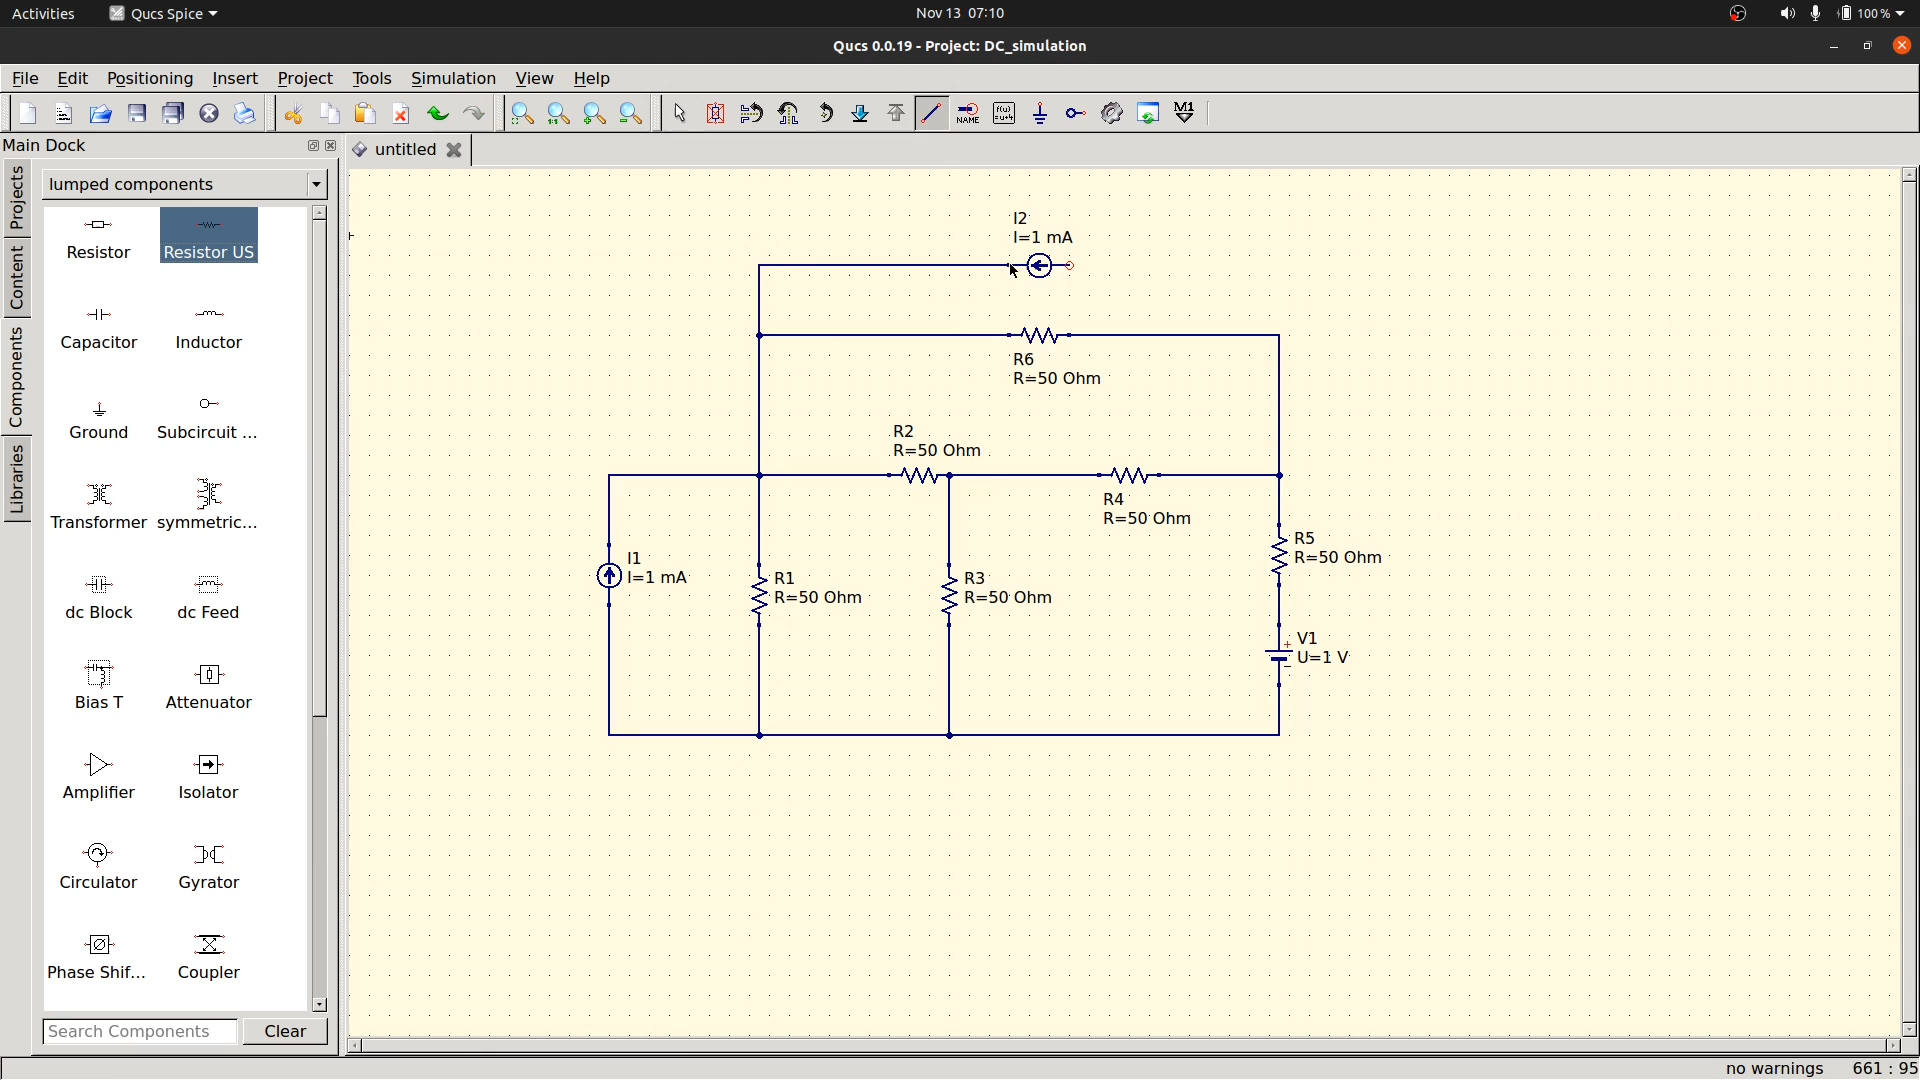 Activities Qucs Spice Nov 13 07:10 100 %
Qucs 0.0.19 - Project: DC_simulation
File Edit Positioning Insert Project Tools Simulation View Help
NAME f(u) =u+4 M1
Main Dock
untitled
Projects
Content
Components
Libraries
lumped components
Resistor Resistor US
Capacitor Inductor
Ground Subcircuit ...
Transformer symmetric...
dc Block dc Feed
Bias T Attenuator
Amplifier Isolator
Circulator Gyrator
Phase Shif... Coupler
Search Components Clear
I2
I=1 mA
R6
R=50 Ohm
R2
R=50 Ohm
R4
R=50 Ohm
R5
R=50 Ohm
I1
I=1 mA
R1
R=50 Ohm
R3
R=50 Ohm
V1
U=1 V
no warnings 661 : 95